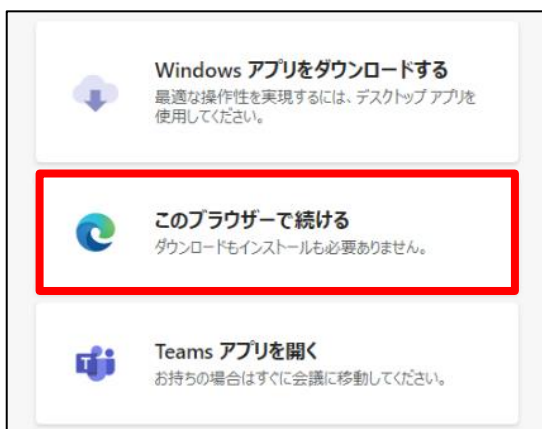 Windows アプリをダウンロードする
最適な操作性を実現するには、デスクトップ アプリを
使用してください。
このブラウザーで続ける
ダウンロードもインストールも必要ありません。
Teams アプリを開く
お持ちの場合はすぐに会議に移動してください。